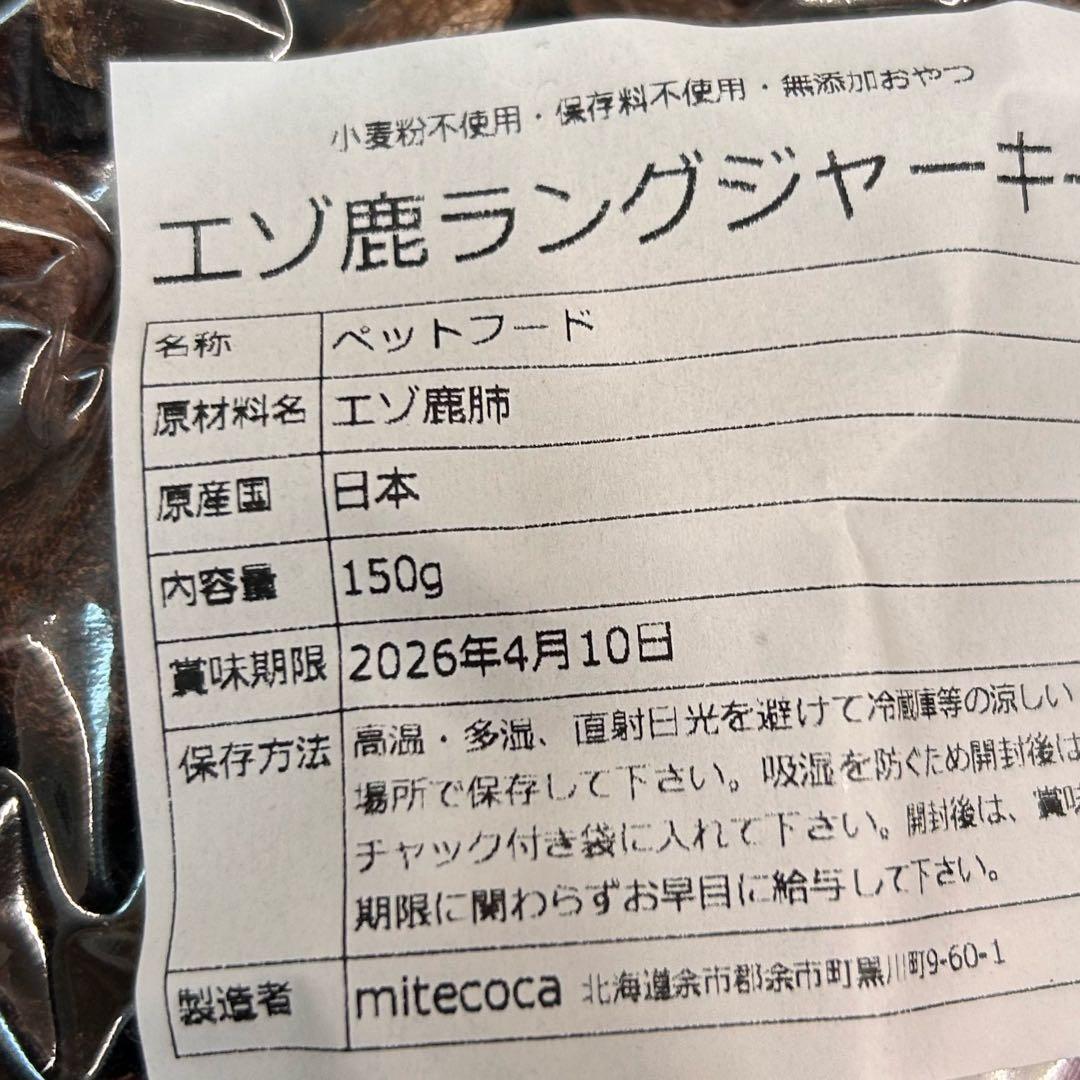 小麦粉不使用・保存料不使用・無添加おやつ
エゾ鹿ラングジャーキー
名称 ペットフード
原材料名 エゾ鹿肺
原産国 日本
内容量 150g
賞味期限 2026年4月10日
保存方法 高温・多湿、直射日光を避けて冷蔵庫等の涼しい
場所で保存して下さい。吸湿を防ぐため開封後は
チャック付き袋に入れて下さい。開封後は、賞味
期限に関わらずお早目に給与して下さい。
製造者 mitecoca 北海道余市郡余市町黒川町9-60-1